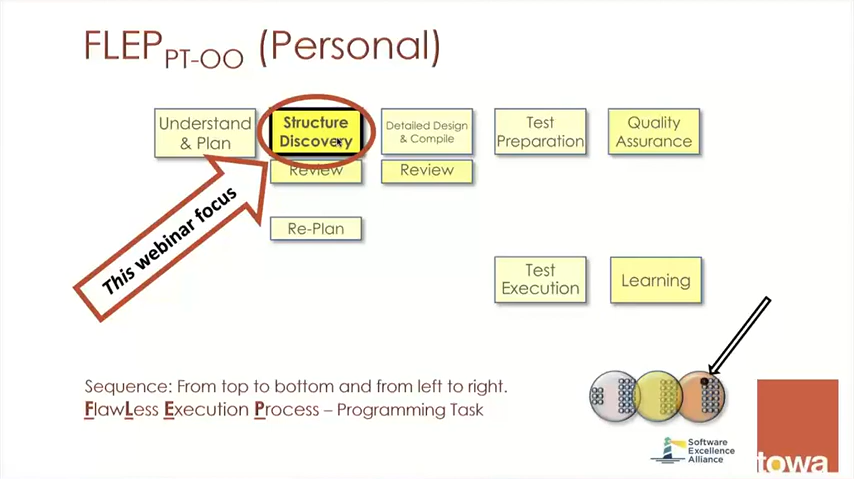 FLEP PT-OO (Personal)
Understand
& Plan
Structure
Discovery
Review
Re-Plan
Detailed Design
& Compile
Review
Test
Preparation
Test
Execution
Quality
Assurance
Learning
This webinar focus
Sequence: From top to bottom and from left to right.
FlawLess Execution Process – Programming Task
Software
Excellence
Alliance
towa